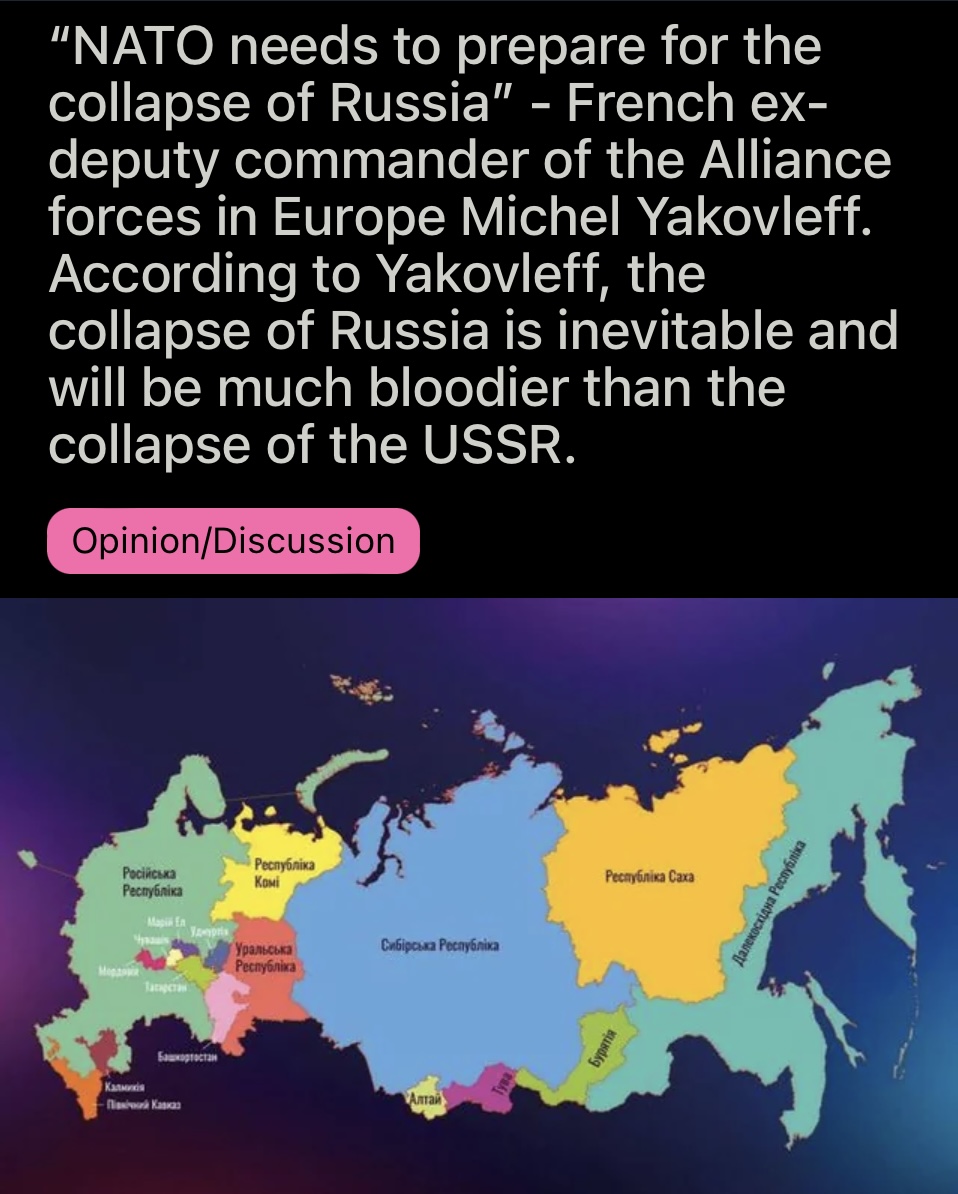 “NATO needs to prepare for the
collapse of Russia” - French ex-
deputy commander of the Alliance
forces in Europe Michel Yakovleff.
According to Yakovleff, the
collapse of Russia is inevitable and
will be much bloodier than the
collapse of the USSR.
Opinion/Discussion
Російська
Республіка
Республіка
Комі
Марій Ел
Удмуртія
Чувашія
Мордовія
Татарстан
Уральська
Республіка
Башкортостан
Калмикія
Північний Кавказ
Сибірська Республіка
Республіка Саха
Далекосхідна Республіка
Алтай
Тува
Бурятія